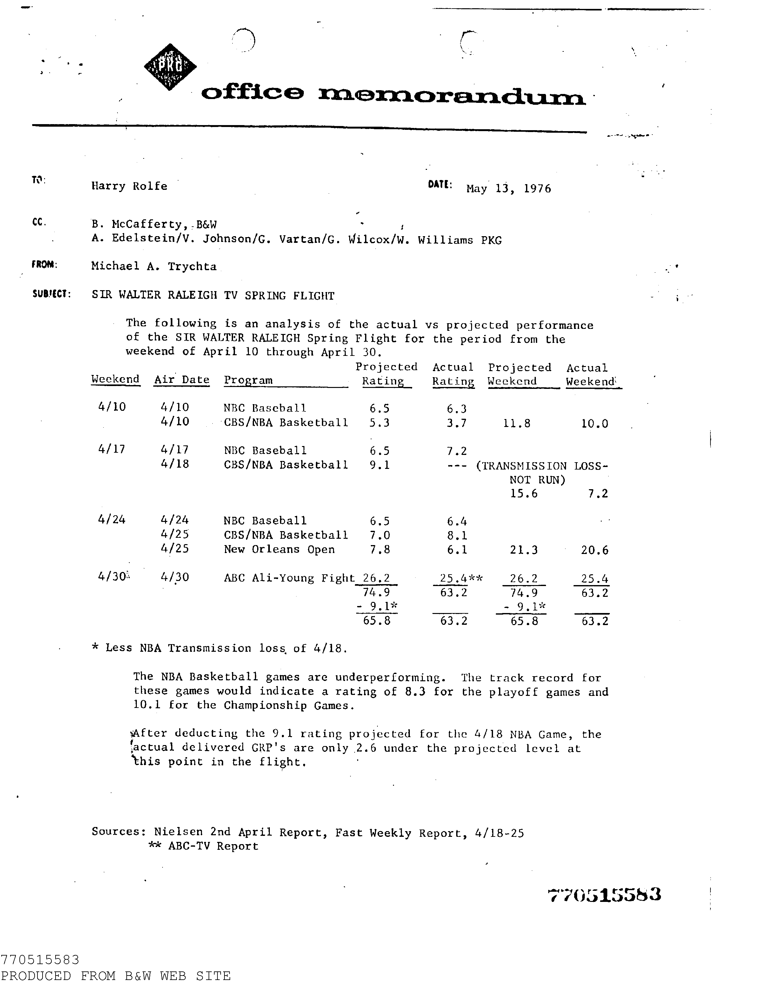 PKG
office memorandum
TO: Harry Rolfe DATE: May 13, 1976
CC. B. McCafferty, B&W
A. Edelstein/V. Johnson/G. Vartan/G. Wilcox/W. Williams PKG
FROM: Michael A. Trychta
SUBJECT: SIR WALTER RALEIGH TV SPRING FLIGHT
The following is an analysis of the actual vs projected performance
of the SIR WALTER RALEIGH Spring Flight for the period from the
weekend of April 10 through April 30.
Projected Actual Projected Actual
Weekend Air Date Program Rating Rating Weekend Weekend
4/10 4/10 NBC Baseball 6.5 6.3
4/10 CBS/NBA Basketball 5.3 3.7 11.8 10.0
4/17 4/17 NBC Baseball 6.5 7.2
4/18 CBS/NBA Basketball 9.1 --- (TRANSMISSION LOSS-
NOT RUN)
15.6 7.2
4/24 4/24 NBC Baseball 6.5 6.4
4/25 CBS/NBA Basketball 7.0 8.1
4/25 New Orleans Open 7.8 6.1 21.3 20.6
4/30 4/30 ABC Ali-Young Fight 26.2 25.4** 26.2 25.4
74.9 63.2 74.9 63.2
- 9.1* - 9.1*
65.8 63.2 65.8 63.2
* Less NBA Transmission loss of 4/18.
The NBA Basketball games are underperforming. The track record for
these games would indicate a rating of 8.3 for the playoff games and
10.1 for the Championship Games.
After deducting the 9.1 rating projected for the 4/18 NBA Game, the
actual delivered GRP's are only 2.6 under the projected level at
this point in the flight.
Sources: Nielsen 2nd April Report, Fast Weekly Report, 4/18-25
** ABC-TV Report
770515583
770515583
PRODUCED FROM B&W WEB SITE